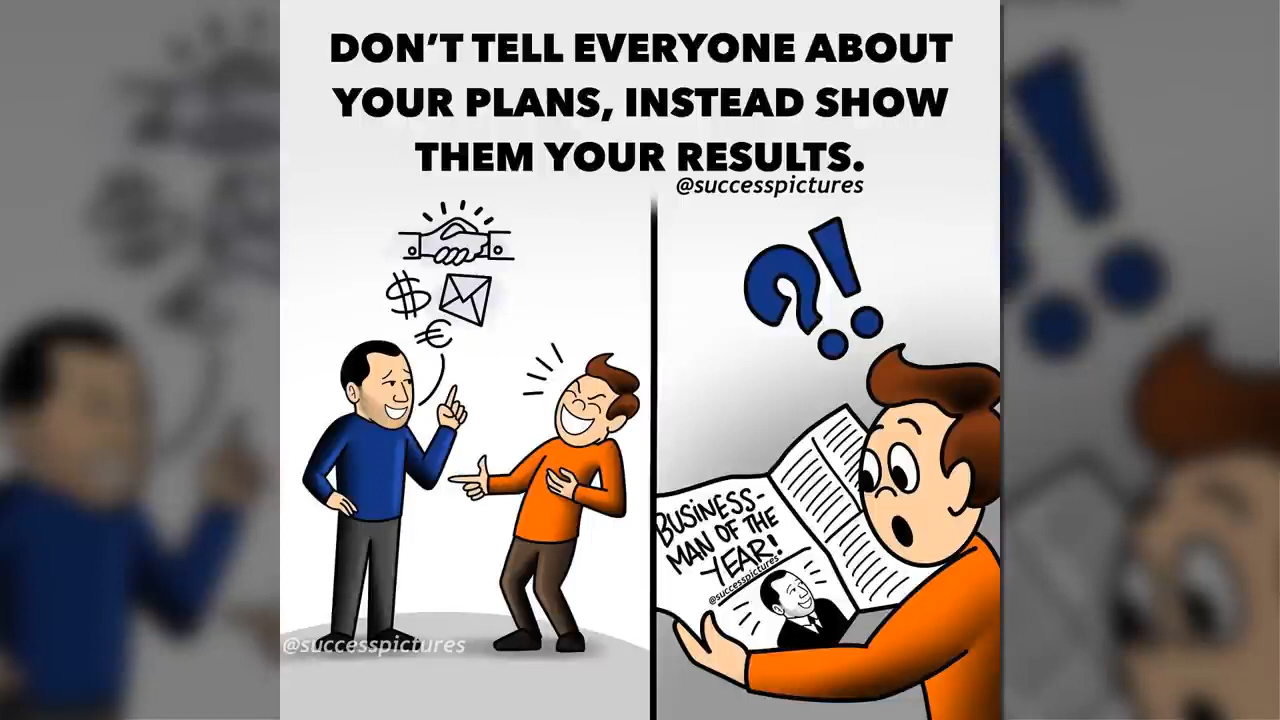 DON'T TELL EVERYONE ABOUT
YOUR PLANS, INSTEAD SHOW
THEM YOUR RESULTS.
@successpictures
$
€
?!
BUSINESS-
MAN OF THE
YEAR!
@successpictures
@successpictures